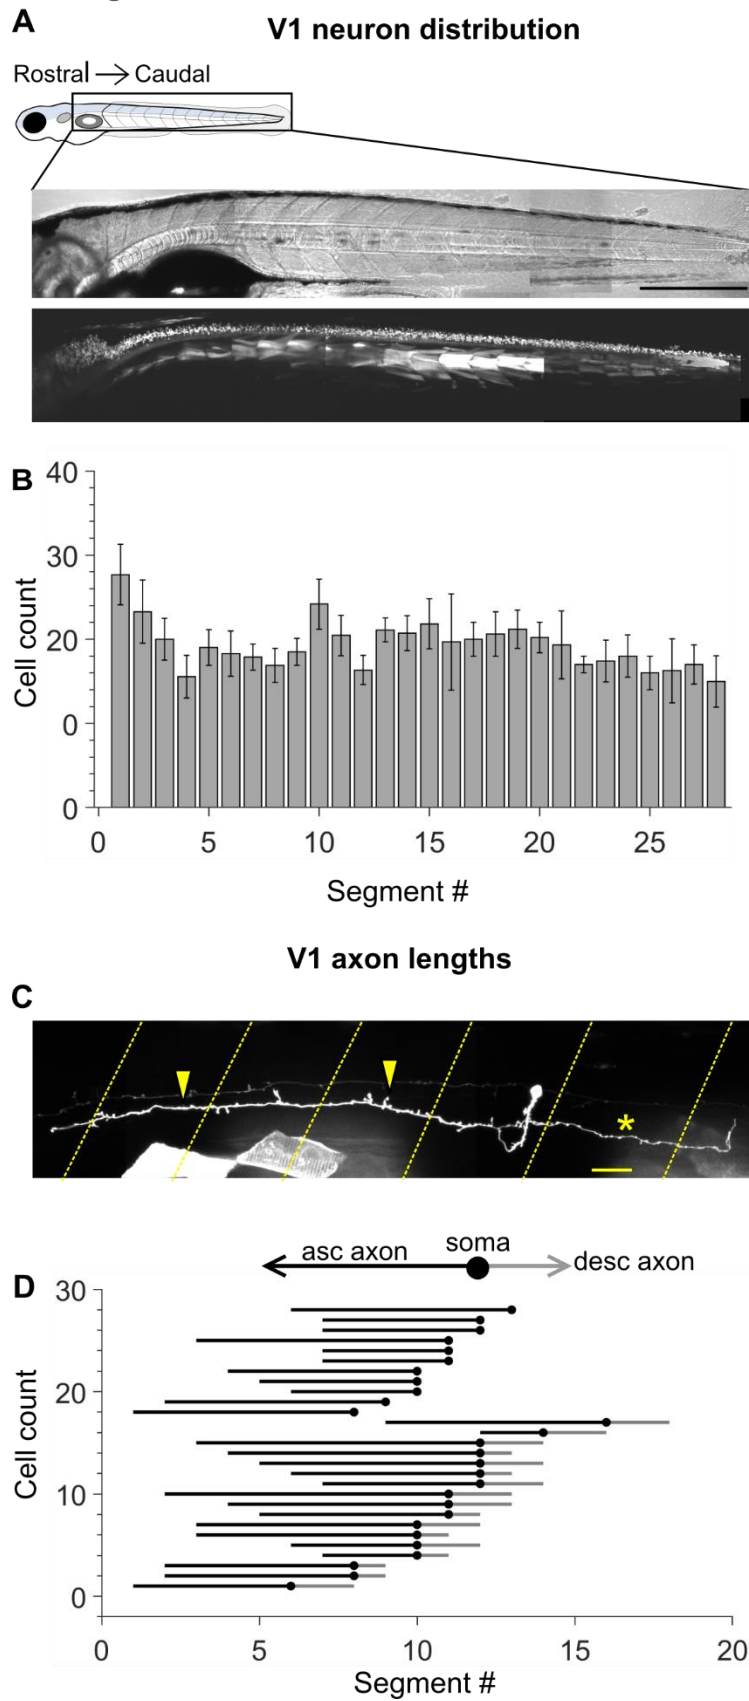 A
V1 neuron distribution
Rostral → Caudal
B
40
30
20
0
0
Cell count
0 5 10 15 20 25
Segment #
V1 axon lengths
C
*
asc axon soma desc axon
D
30
20
10
0
Cell count
0 5 10 15 20
Segment #